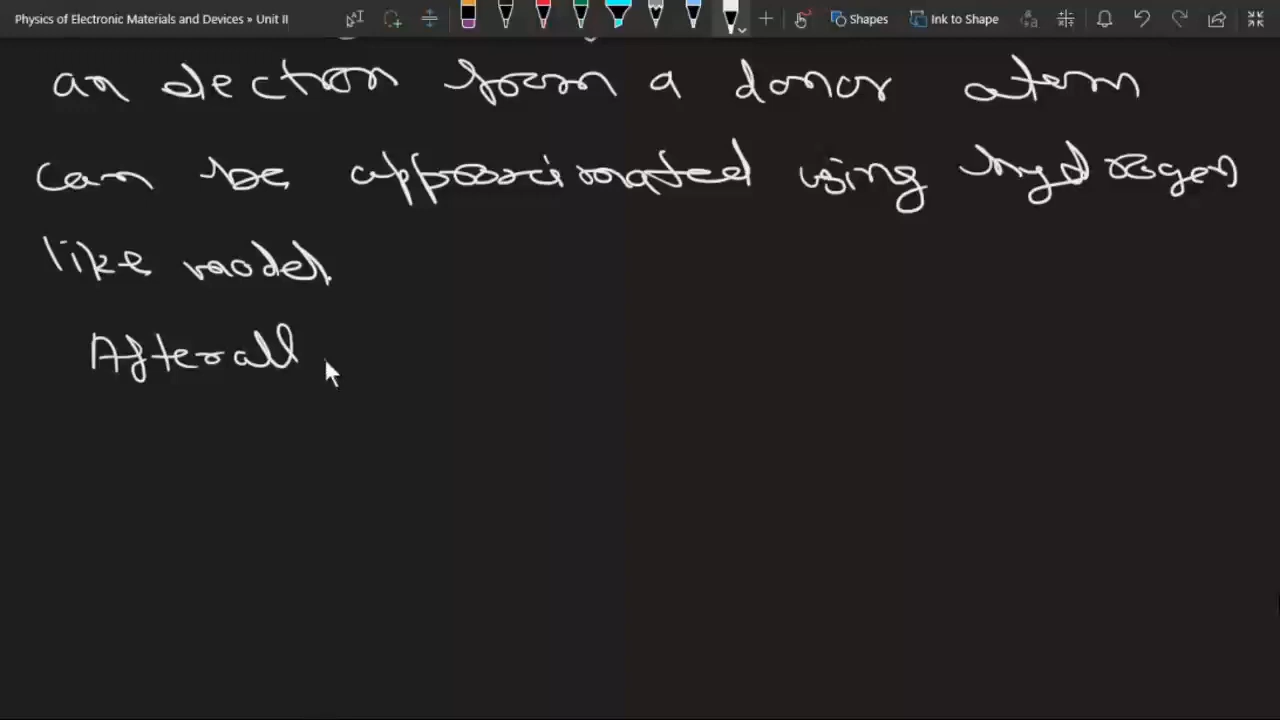 Physics of Electronic Materials and Devices » Unit II
Shapes
Ink to Shape
an electron form a donor atom
can be approximated using hydrogen
like model.
Afterall